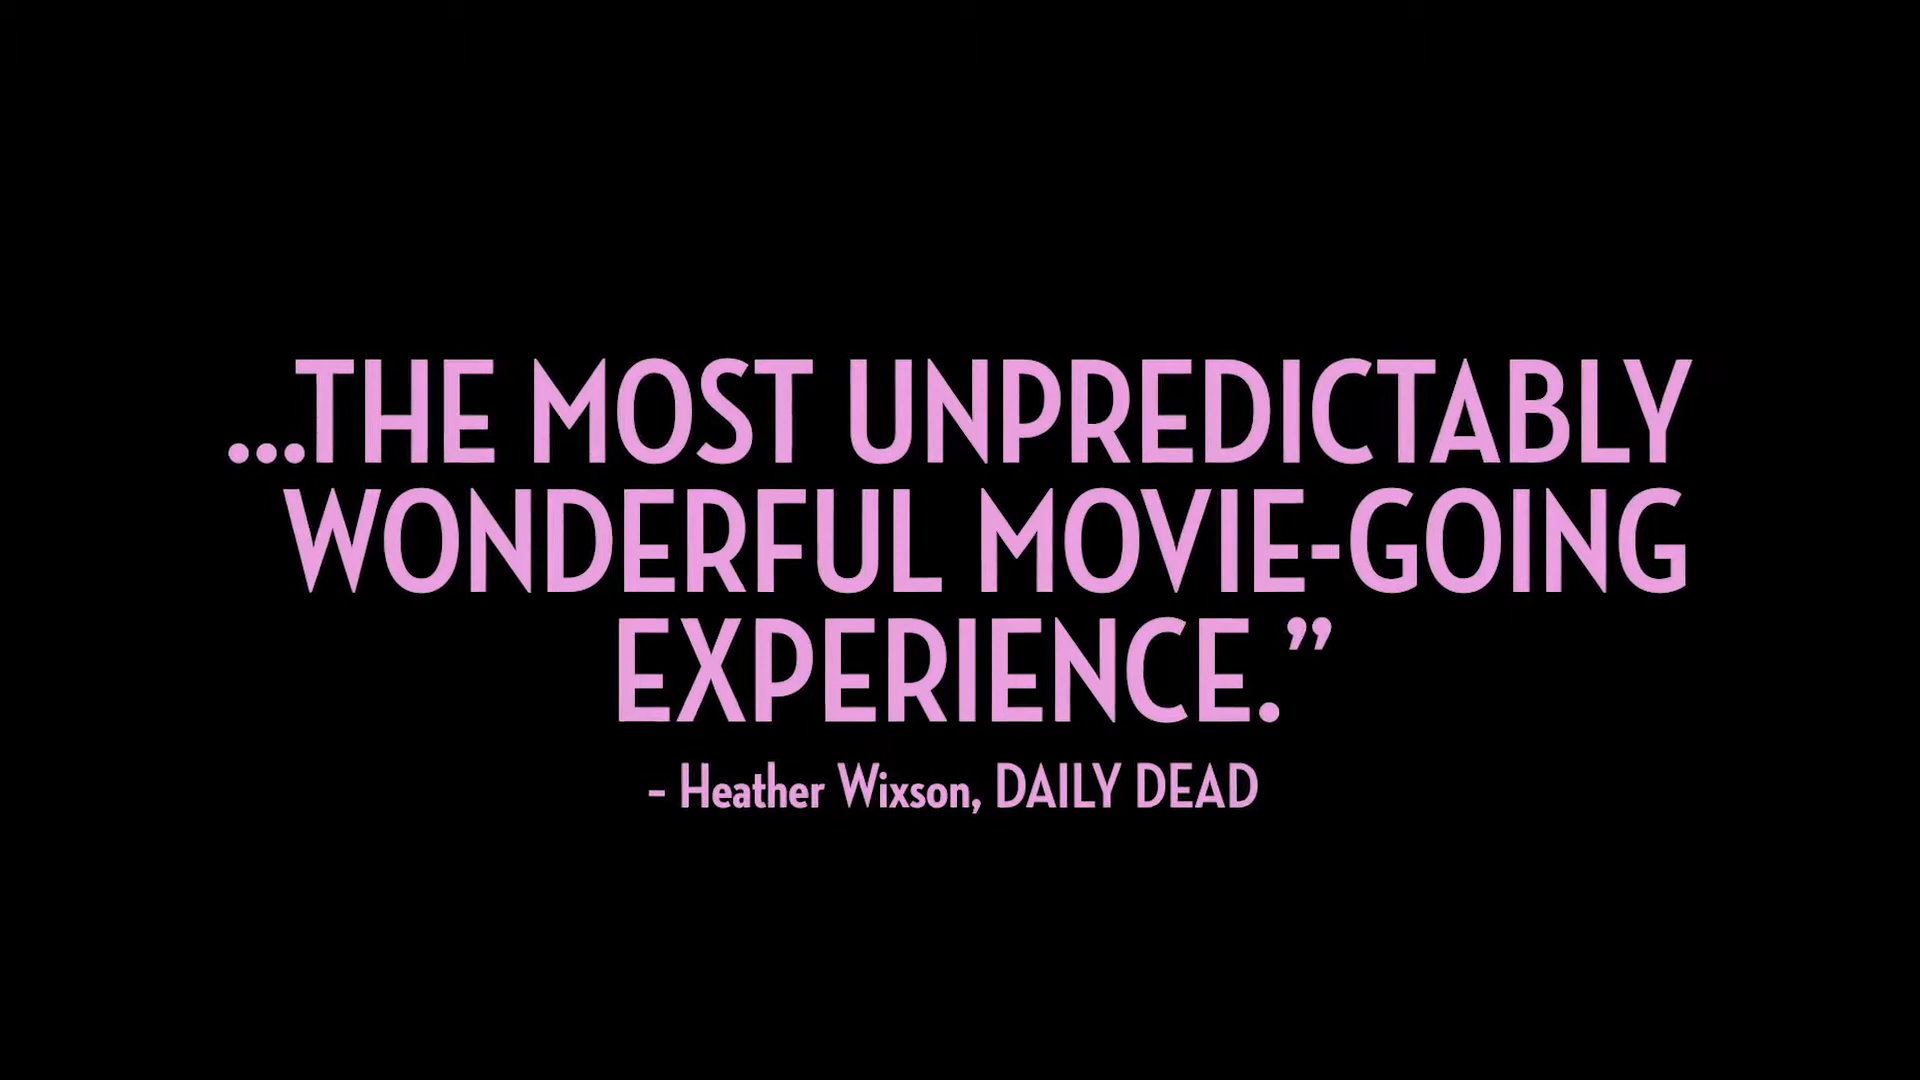 ...THE MOST UNPREDICTABLY
WONDERFUL MOVIE-GOING
EXPERIENCE.”
- Heather Wixson, DAILY DEAD